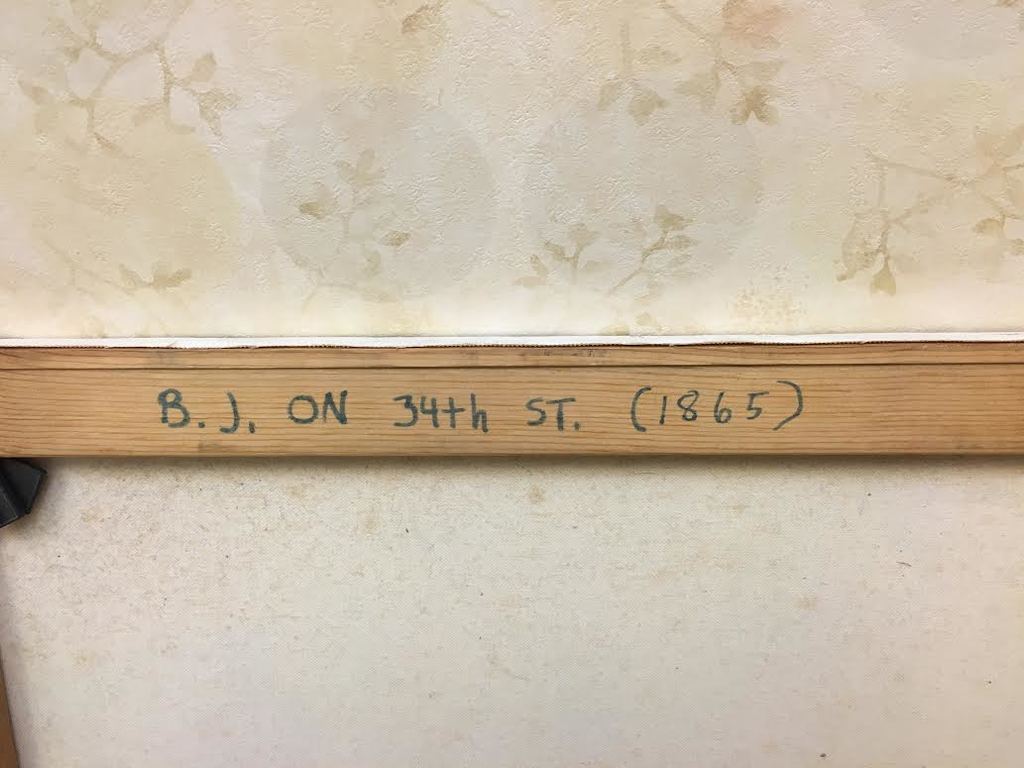 B.J. ON 34th ST. (1865)